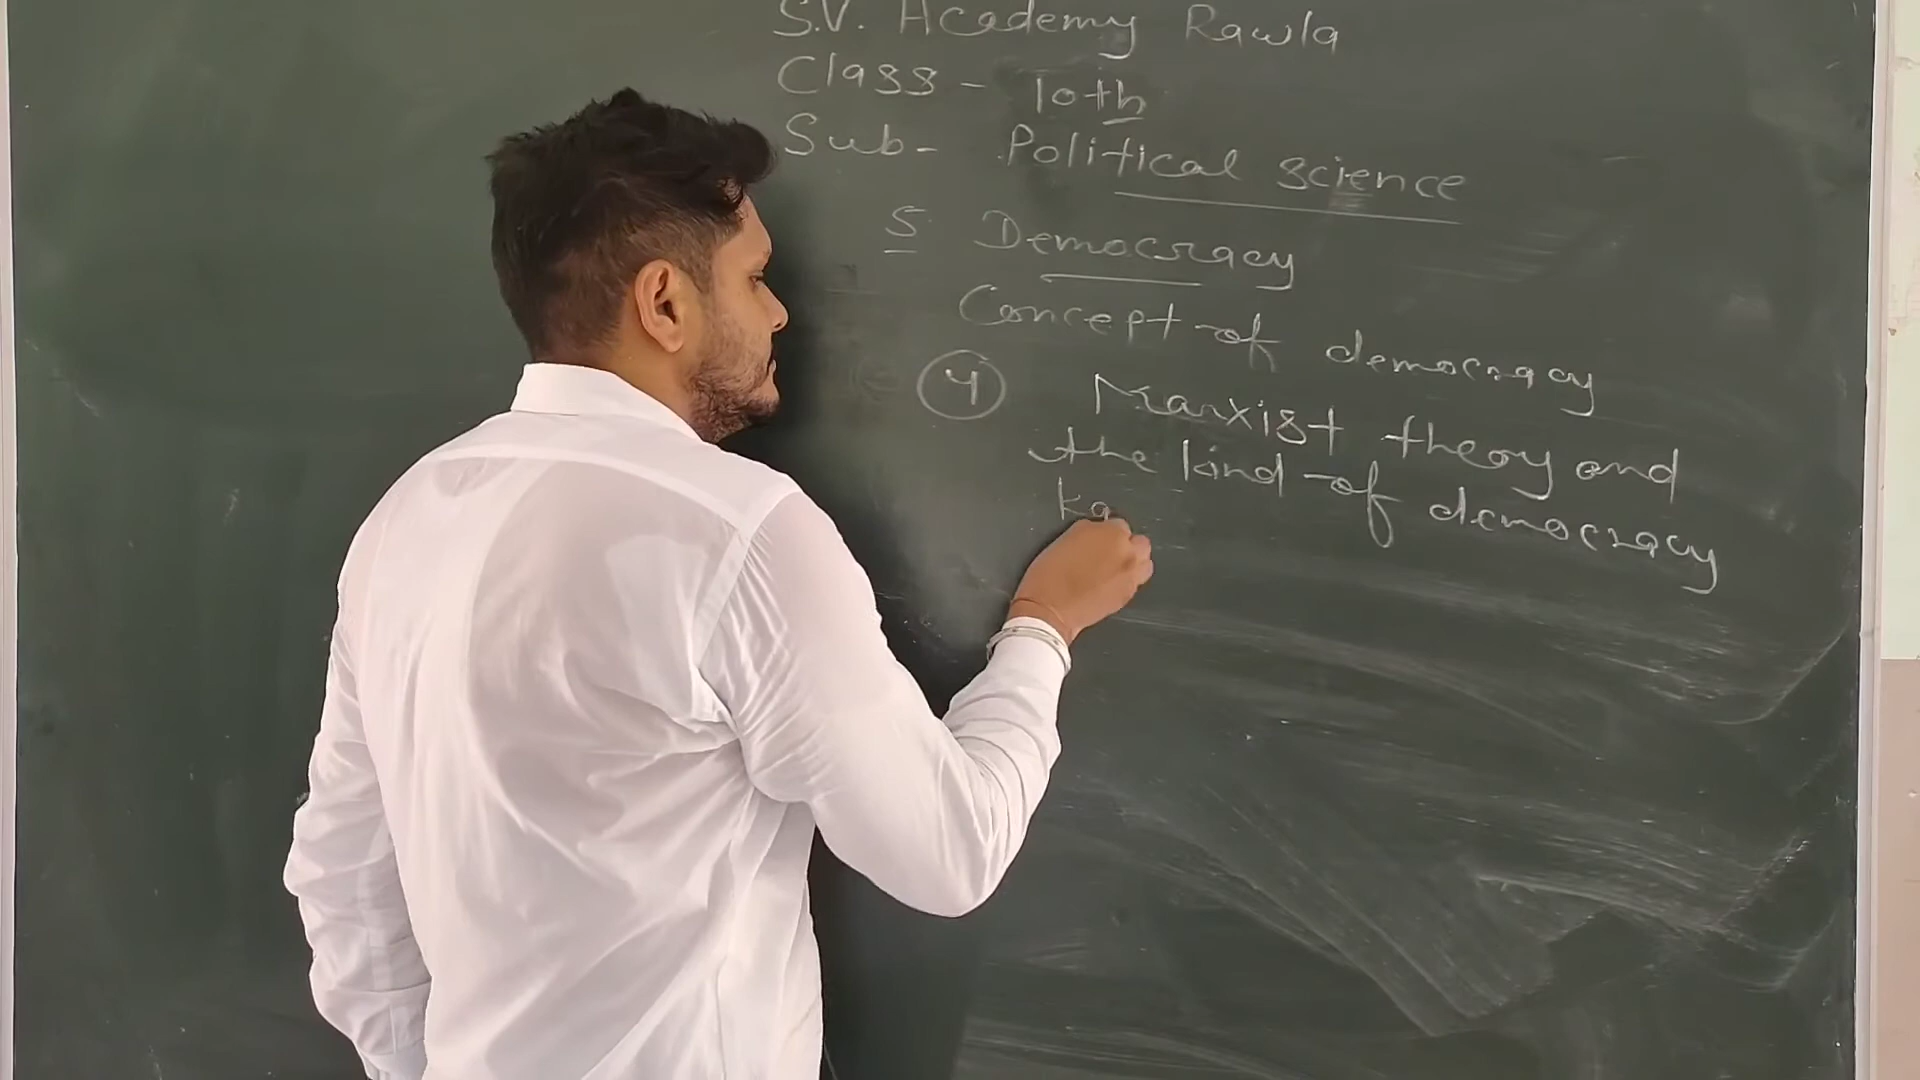 S.V. Academy Rawla
Class - 10th
Sub- Political science
5 Democracy
Concept of democracy
4 Marxist theory and
the kind of democracy
ka